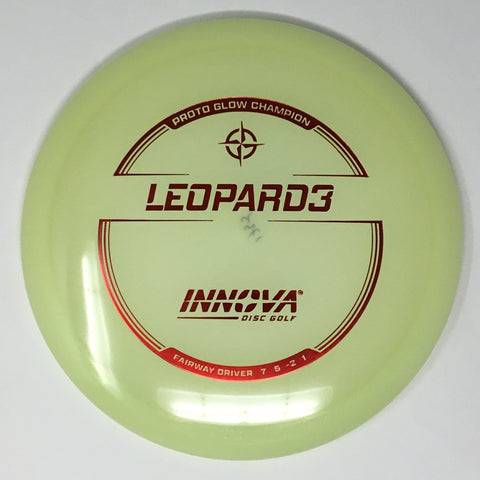 PROTO GLOW CHAMPION
LEOPARD3
INNOVA®
DISC GOLF
FAIRWAY DRIVER 7 5 -2 1